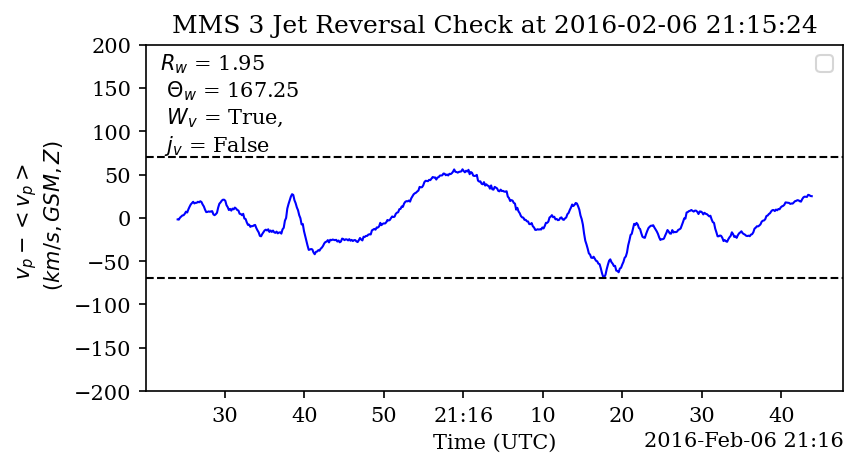 MMS 3 Jet Reversal Check at 2016-02-06 21:15:24
200
150
100
50
0
−50
−100
−150
−200
v_p − < v_p >
(km/s, GSM, Z)
R_w = 1.95
Θ_w = 167.25
W_v = True,
j_v = False
30 40 50 21:16 10 20 30 40
Time (UTC)
2016-Feb-06 21:16